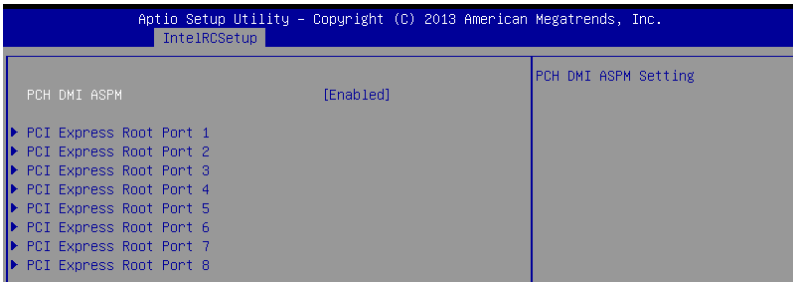 Aptio Setup Utility – Copyright (C) 2013 American Megatrends, Inc.
IntelRCSetup
PCH DMI ASPM [Enabled]
PCH DMI ASPM Setting
PCI Express Root Port 1
PCI Express Root Port 2
PCI Express Root Port 3
PCI Express Root Port 4
PCI Express Root Port 5
PCI Express Root Port 6
PCI Express Root Port 7
PCI Express Root Port 8